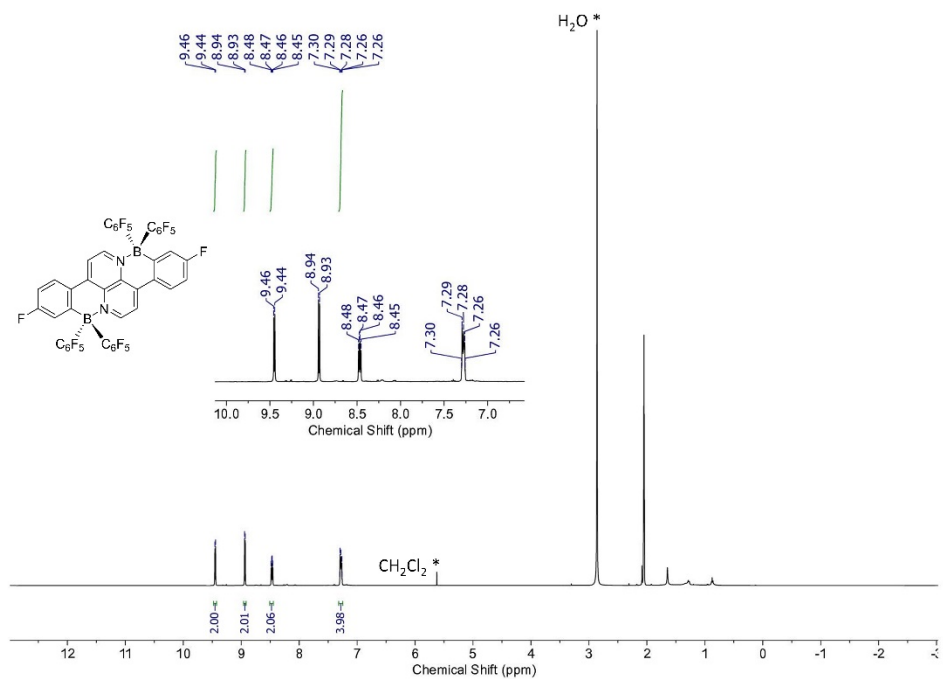 H2O *
9.46
9.44
8.94
8.93
8.48
8.47
8.46
8.45
7.30
7.29
7.28
7.26
7.26
C6F5
C6F5
B
N
F
F
B
N
C6F5
C6F5
9.46
9.44
8.94
8.93
8.48
8.47
8.46
8.45
7.30
7.29
7.28
7.26
7.26
10.0 9.5 9.0 8.5 8.0 7.5 7.0
Chemical Shift (ppm)
CH2Cl2 *
2.00
2.01
2.06
3.98
12 11 10 9 8 7 6 5 4 3 2 1 0 -1 -2
Chemical Shift (ppm)